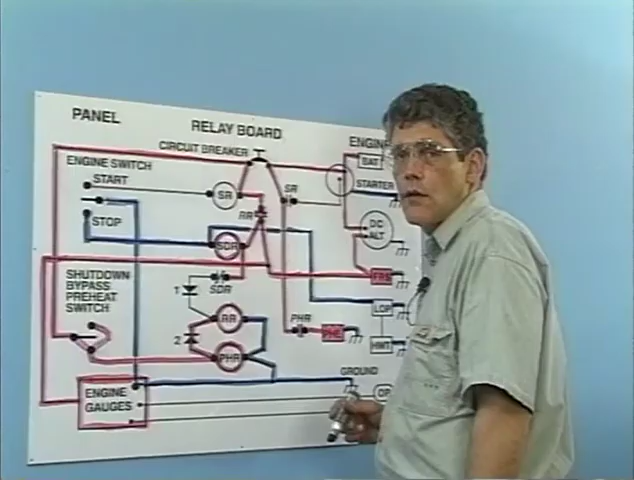 PANEL
RELAY BOARD
ENGINE
CIRCUIT BREAKER
ENGINE SWITCH
START
STOP
SR
SR
RR
SDR
BAT
STARTER
DC
ALT
FRS
SHUTDOWN
BYPASS
PREHEAT
SWITCH
1
SDR
RR
2
PHR
PHR
LOP
HWT
ENGINE
GAUGES
GROUND